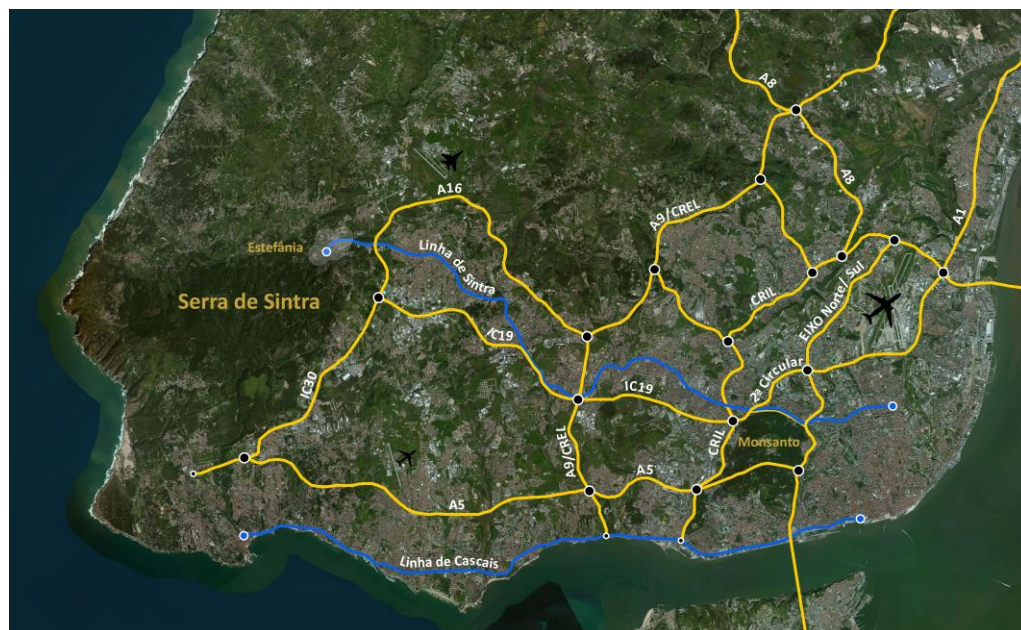 A8
A1
A8
A16
A9/CREL
Estefânia
Linha de Sintra
Serra de Sintra
CRIL
EIXO Norte/ Sul
IC19
2ª Circular
IC30
IC19
Monsanto
A9/CREL
CRIL
A5
A5
Linha de Cascais